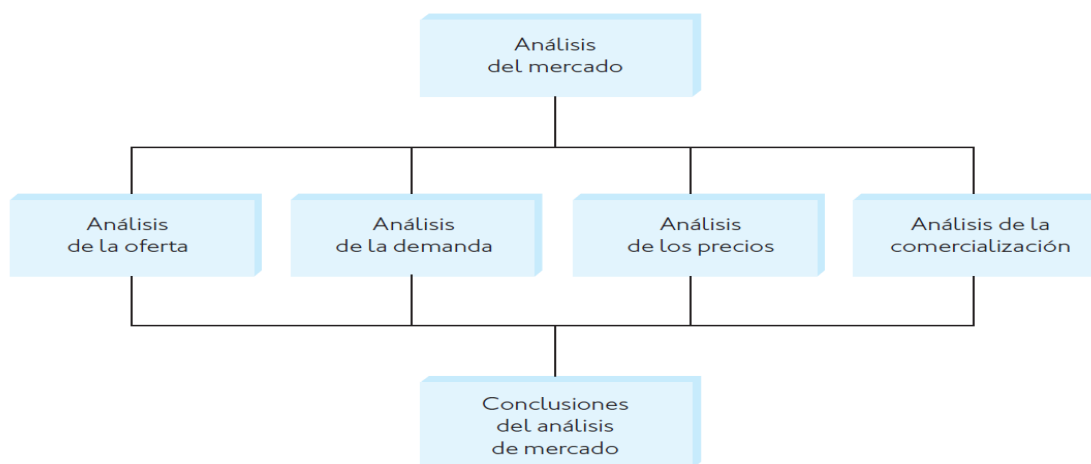 Análisis
del mercado
Análisis
de la oferta
Análisis
de la demanda
Análisis
de los precios
Análisis de la
comercialización
Conclusiones
del análisis
de mercado